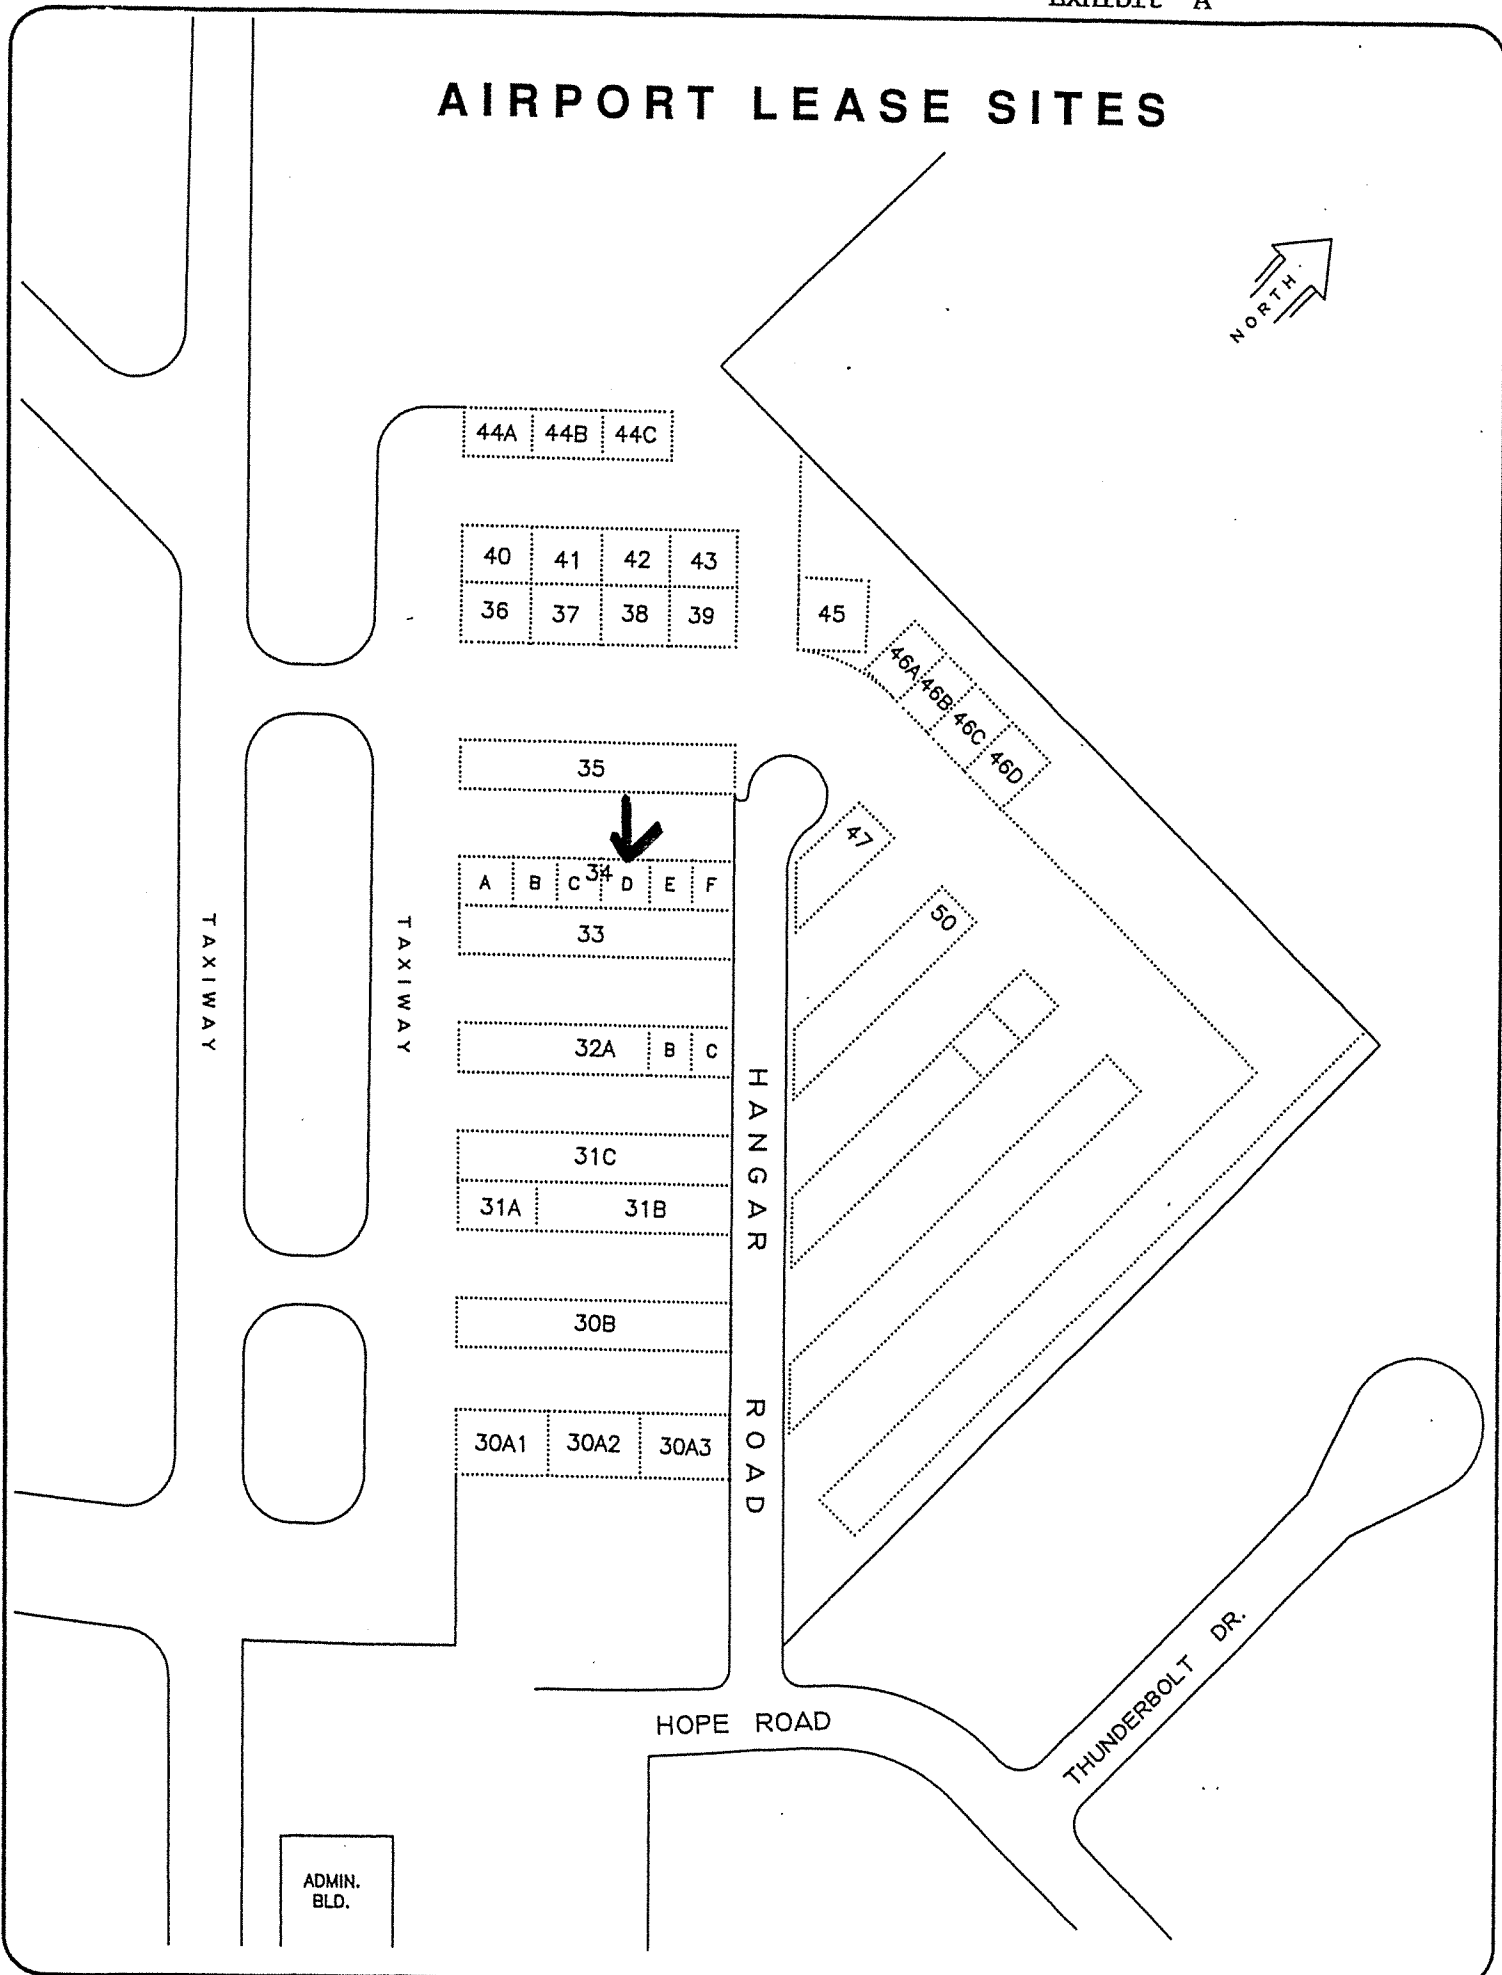 Exhibit A
AIRPORT LEASE SITES
NORTH
44A 44B 44C
40 41 42 43
36 37 38 39
45
46A 46B 46C 46D
35
47
34
A B C D E F
50
33
TAXIWAY TAXIWAY
32A B C
HANGAR ROAD
31C
31A 31B
30B
30A1 30A2 30A3
THUNDERBOLT DR.
HOPE ROAD
ADMIN.
BLD.